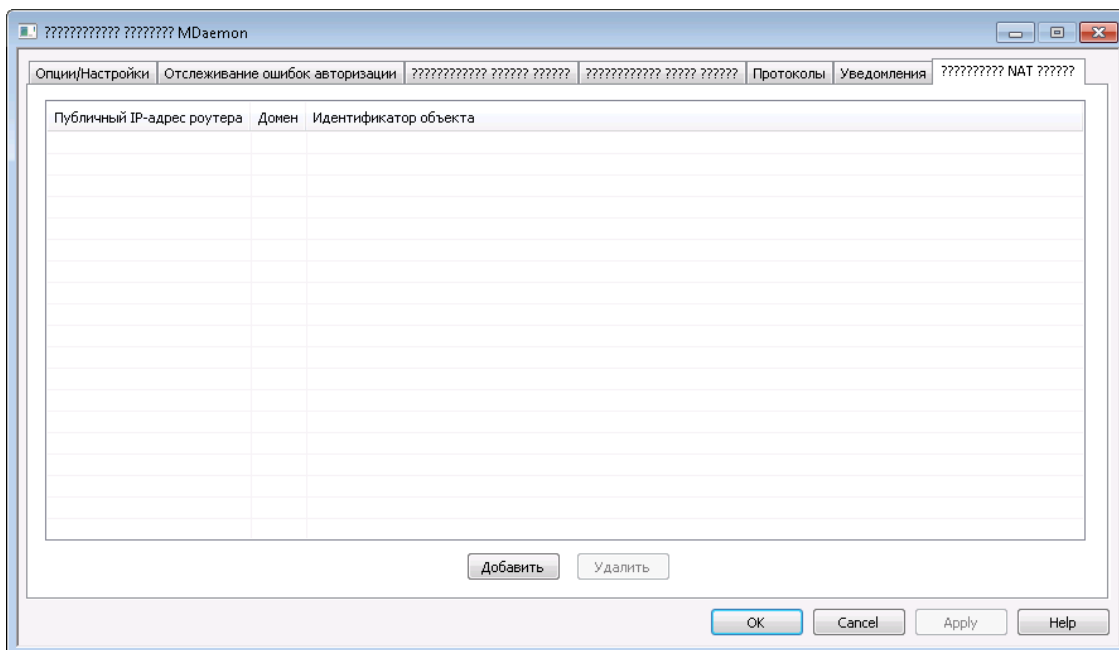 ???????????? ???????? MDaemon
Опции/Настройки Отслеживание ошибок авторизации ???????????? ?????? ?????? ???????????? ????? ?????? Протоколы Уведомления ?????????? NAT ??????
Публичный IP-адрес роутера Домен Идентификатор объекта
Добавить Удалить
OK Cancel Apply Help